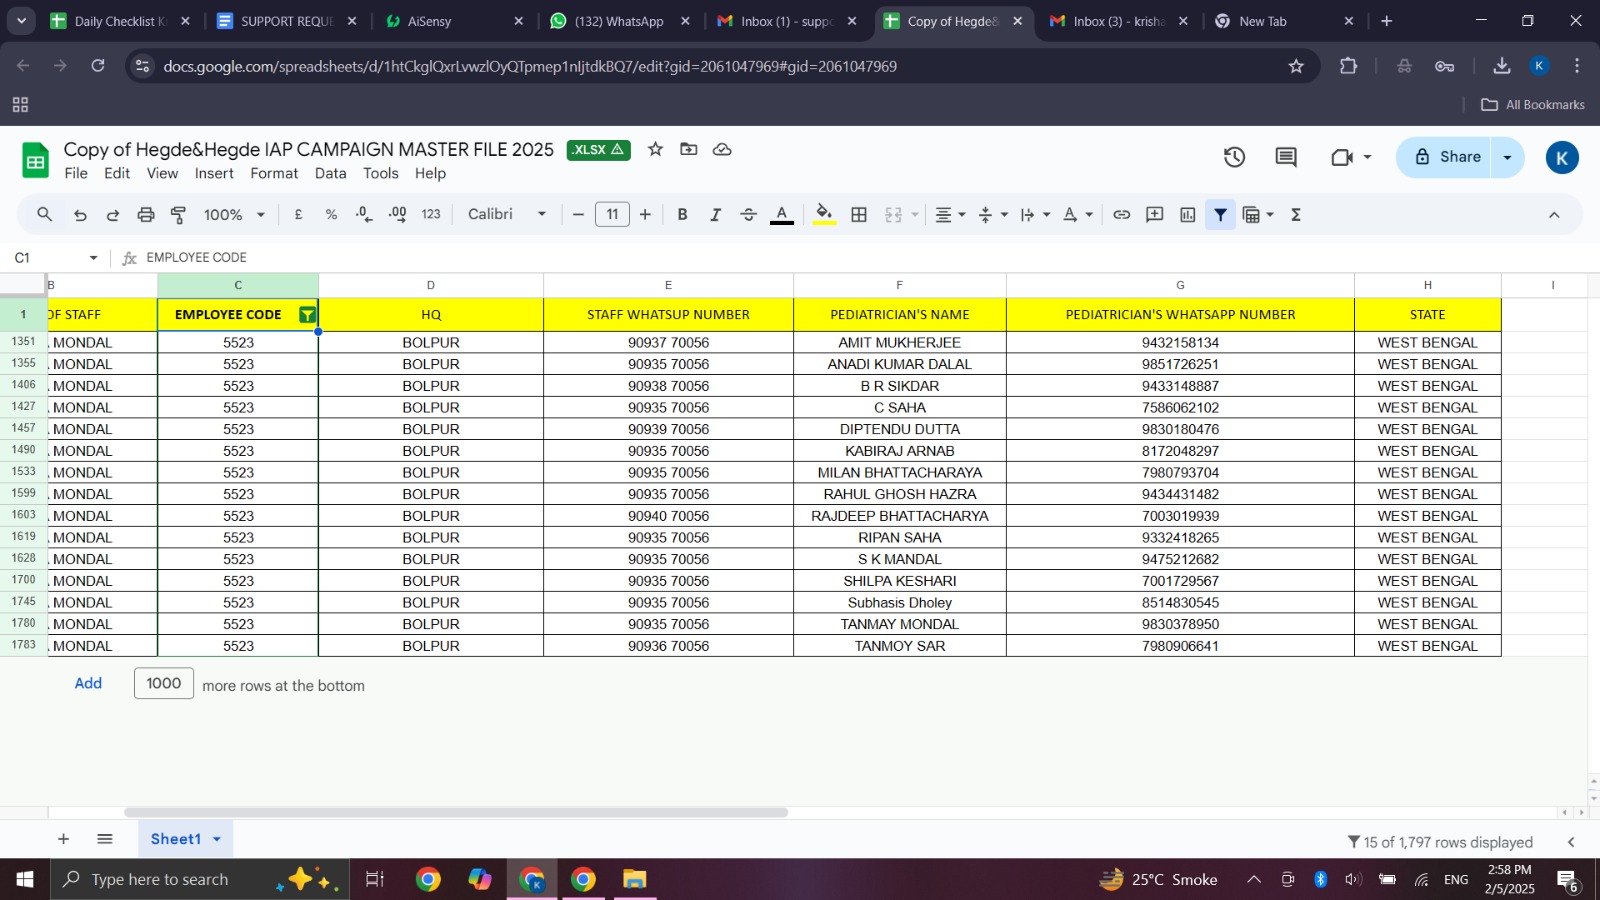 Daily Checklist K
SUPPORT REQUE
AiSensy
(132) WhatsApp
Inbox (1) - suppo
Copy of Hegde&
Inbox (3) - krisha
New Tab
docs.google.com/spreadsheets/d/1htCkglQxrLvwzlOyQTpmep1nIjtdkBQ7/edit?gid=2061047969#gid=2061047969
K
All Bookmarks
Copy of Hegde&Hegde IAP CAMPAIGN MASTER FILE 2025 .XLSX
File Edit View Insert Format Data Tools Help
Share
K
100% £ % .0 .00 123 Calibri 11 B I S A
C1 fx EMPLOYEE CODE
B C D E F G H I
1 OF STAFF EMPLOYEE CODE HQ STAFF WHATSUP NUMBER PEDIATRICIAN'S NAME PEDIATRICIAN'S WHATSAPP NUMBER STATE
1351 MONDAL 5523 BOLPUR 90937 70056 AMIT MUKHERJEE 9432158134 WEST BENGAL
1355 MONDAL 5523 BOLPUR 90935 70056 ANADI KUMAR DALAL 9851726251 WEST BENGAL
1406 MONDAL 5523 BOLPUR 90938 70056 B R SIKDAR 9433148887 WEST BENGAL
1427 MONDAL 5523 BOLPUR 90935 70056 C SAHA 7586062102 WEST BENGAL
1457 MONDAL 5523 BOLPUR 90939 70056 DIPTENDU DUTTA 9830180476 WEST BENGAL
1490 MONDAL 5523 BOLPUR 90935 70056 KABIRAJ ARNAB 8172048297 WEST BENGAL
1533 MONDAL 5523 BOLPUR 90935 70056 MILAN BHATTACHARAYA 7980793704 WEST BENGAL
1599 MONDAL 5523 BOLPUR 90935 70056 RAHUL GHOSH HAZRA 9434431482 WEST BENGAL
1603 MONDAL 5523 BOLPUR 90940 70056 RAJDEEP BHATTACHARYA 7003019939 WEST BENGAL
1619 MONDAL 5523 BOLPUR 90935 70056 RIPAN SAHA 9332418265 WEST BENGAL
1628 MONDAL 5523 BOLPUR 90935 70056 S K MANDAL 9475212682 WEST BENGAL
1700 MONDAL 5523 BOLPUR 90935 70056 SHILPA KESHARI 7001729567 WEST BENGAL
1745 MONDAL 5523 BOLPUR 90935 70056 Subhasis Dholey 8514830545 WEST BENGAL
1780 MONDAL 5523 BOLPUR 90935 70056 TANMAY MONDAL 9830378950 WEST BENGAL
1783 MONDAL 5523 BOLPUR 90936 70056 TANMOY SAR 7980906641 WEST BENGAL
Add 1000 more rows at the bottom
Sheet1
15 of 1,797 rows displayed
Type here to search
25°C Smoke
ENG
2:58 PM
2/5/2025
6